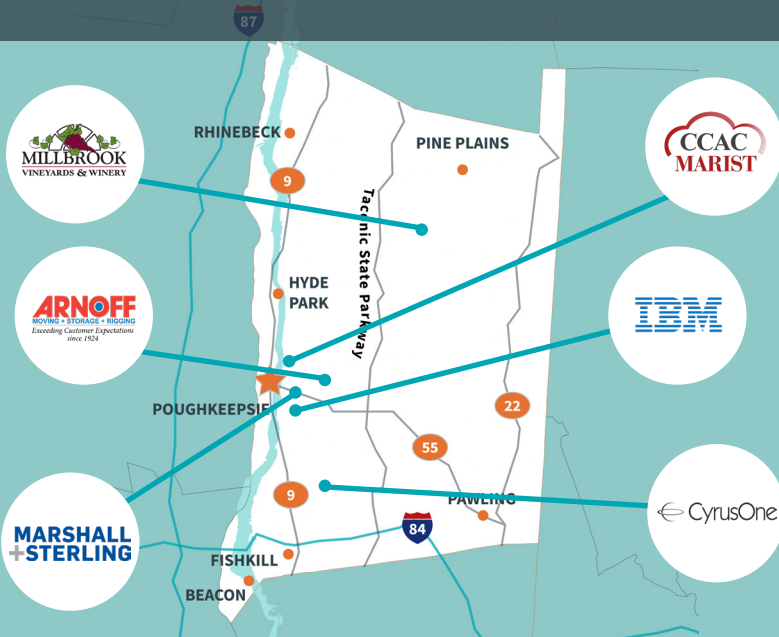 87
MILLBROOK
VINEYARDS & WINERY
RHINEBECK
PINE PLAINS
CCAC
MARIST
9
Taconic State Parkway
ARNOFF
MOVING + STORAGE + RIGGING
Exceeding Customer Expectations
since 1924
HYDE
PARK
IBM
POUGHKEEPSIE
22
55
9
PAWLING
CyrusOne
84
MARSHALL
+STERLING
FISHKILL
BEACON